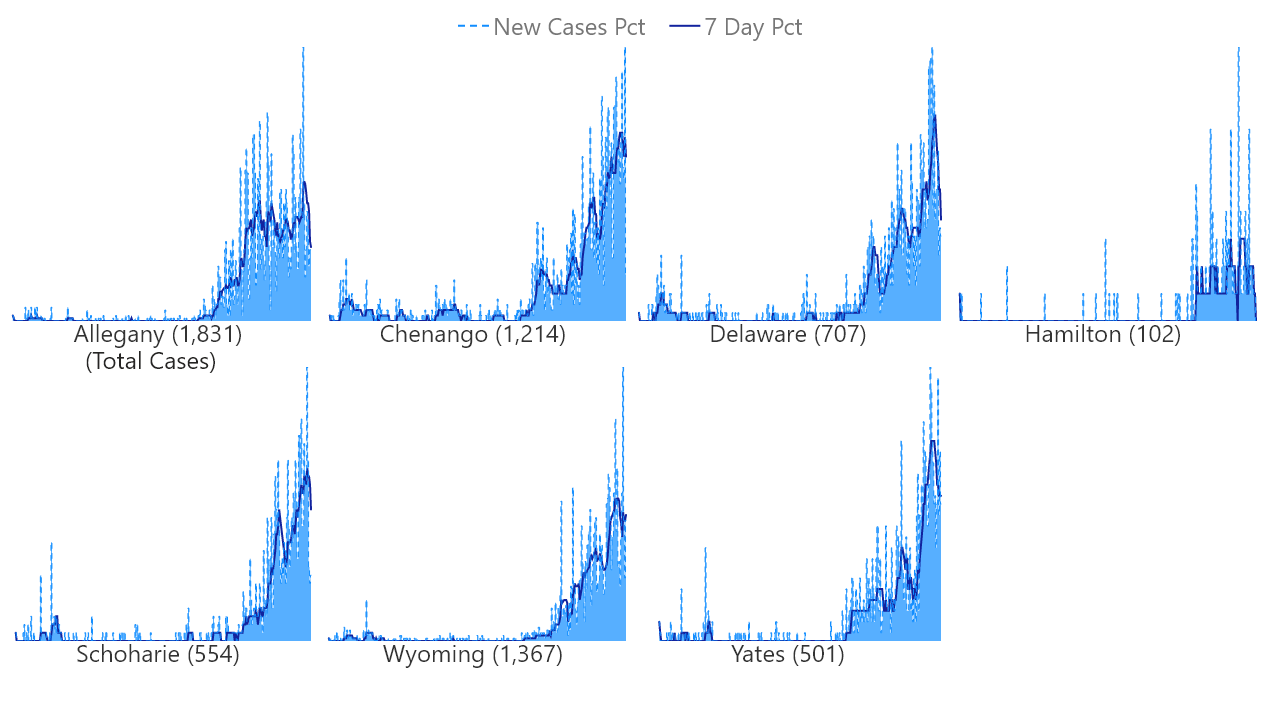 New Cases Pct 7 Day Pct
Allegany (1,831)
(Total Cases)
Chenango (1,214)
Delaware (707)
Hamilton (102)
Schoharie (554)
Wyoming (1,367)
Yates (501)